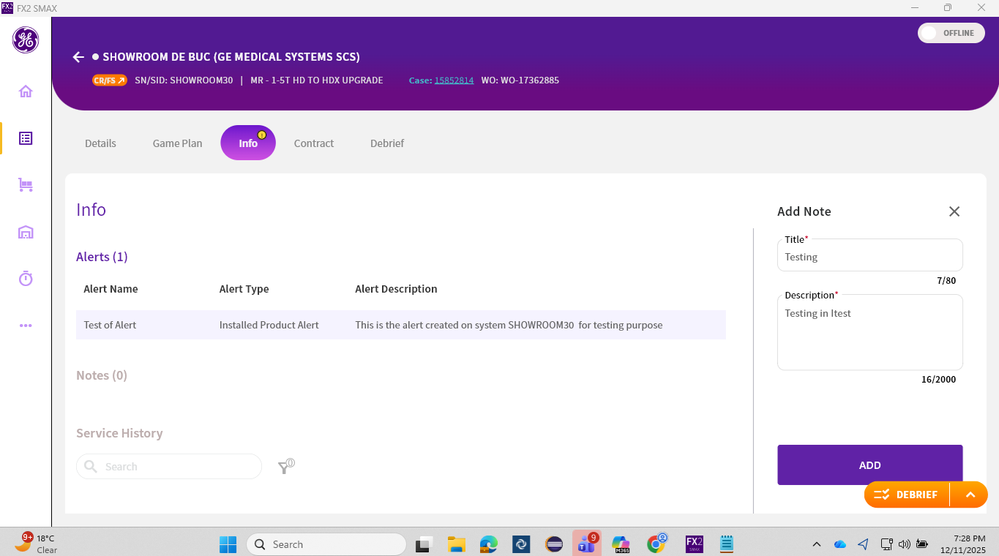 FX2 SMAX
OFFLINE
SHOWROOM DE BUC (GE MEDICAL SYSTEMS SCS)
CR/FS SN/SID: SHOWROOM30 | MR - 1-5T HD TO HDX UPGRADE Case: 15852814 WO: WO-17362885
Details Game Plan Info Contract Debrief
Info
Alerts (1)
Alert Name Alert Type Alert Description
Test of Alert Installed Product Alert This is the alert created on system SHOWROOM30 for testing purpose
Notes (0)
Service History
Search 0
Add Note
Title*
Testing
7/80
Description*
Testing in Itest
16/2000
ADD
DEBRIEF
9+ 18°C
Clear
Search
9
M365
FX2
SMAX
7:28 PM
12/11/2025